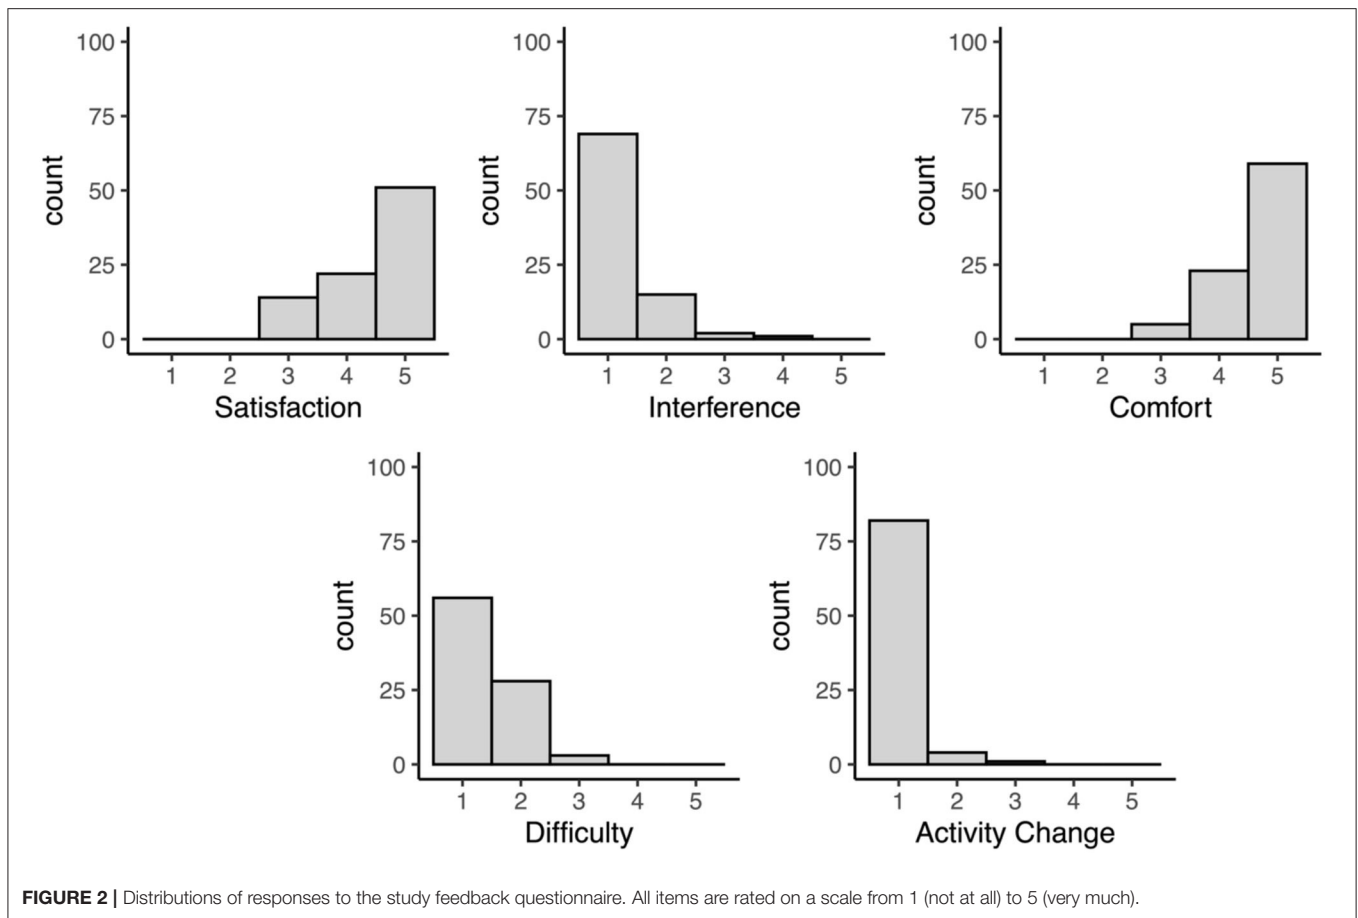 100
75
50
25
0
count
1 2 3 4 5
Satisfaction
100
75
50
25
0
count
1 2 3 4 5
Interference
100
75
50
25
0
count
1 2 3 4 5
Comfort
100
75
50
25
0
count
1 2 3 4 5
Difficulty
100
75
50
25
0
count
1 2 3 4 5
Activity Change
FIGURE 2 | Distributions of responses to the study feedback questionnaire. All items are rated on a scale from 1 (not at all) to 5 (very much).